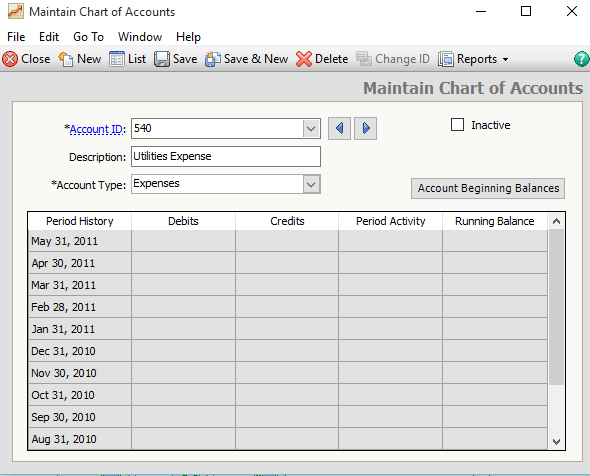 Maintain Chart of Accounts
File Edit Go To Window Help
Close New List Save Save & New Delete Change ID Reports ?
Maintain Chart of Accounts
*Account ID: 540 Inactive
Description: Utilities Expense
*Account Type: Expenses Account Beginning Balances
Period History Debits Credits Period Activity Running Balance
May 31, 2011
Apr 30, 2011
Mar 31, 2011
Feb 28, 2011
Jan 31, 2011
Dec 31, 2010
Nov 30, 2010
Oct 31, 2010
Sep 30, 2010
Aug 31, 2010